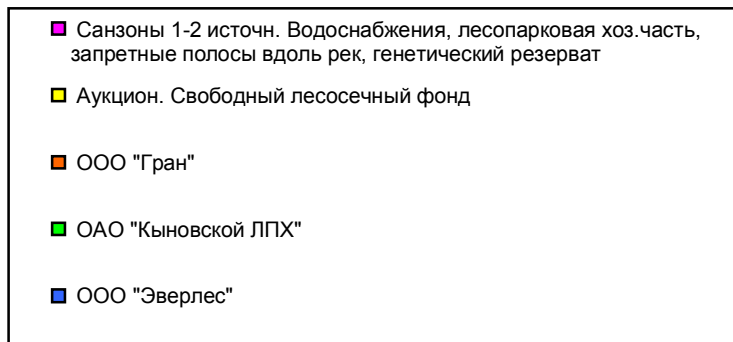 Санзоны 1-2 источн. Водоснабжения, лесопарковая хоз.часть,
запретные полосы вдоль рек, генетический резерват
Аукцион. Свободный лесосечный фонд
ООО "Гран"
ОАО "Кыновской ЛПХ"
ООО "Эверлес"